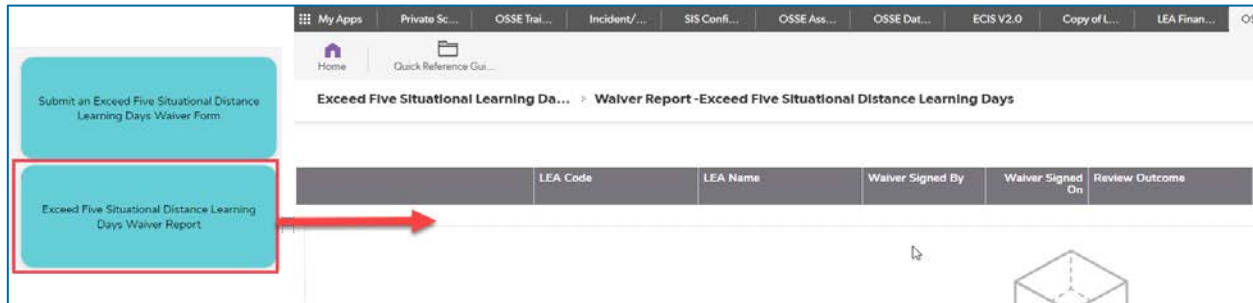 My Apps
Private Sc...
OSSE Trai...
Incident/...
SIS Confi...
OSSE Ass...
OSSE Dat...
ECIS V2.0
Copy of L...
LEA Finan...
OS
Home
Quick Reference Gui...
Exceed Five Situational Learning Da... > Waiver Report -Exceed Five Situational Distance Learning Days
Submit an Exceed Five Situational Distance
Learning Days Waiver Form
Exceed Five Situational Distance Learning
Days Waiver Report
LEA Code
LEA Name
Waiver Signed By
Waiver Signed
On
Review Outcome